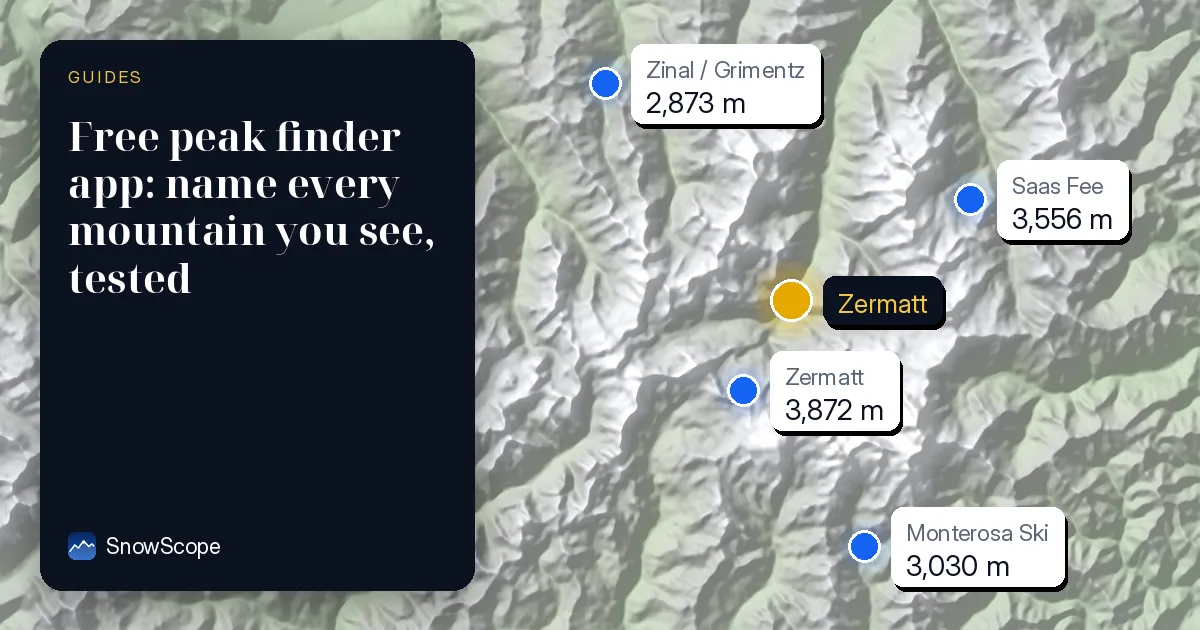 GUIDES
Free peak finder
app: name every
mountain you see,
tested
SnowScope
Zinal / Grimentz
2,873 m
Saas Fee
3,556 m
Zermatt
Zermatt
3,872 m
Monterosa Ski
3,030 m